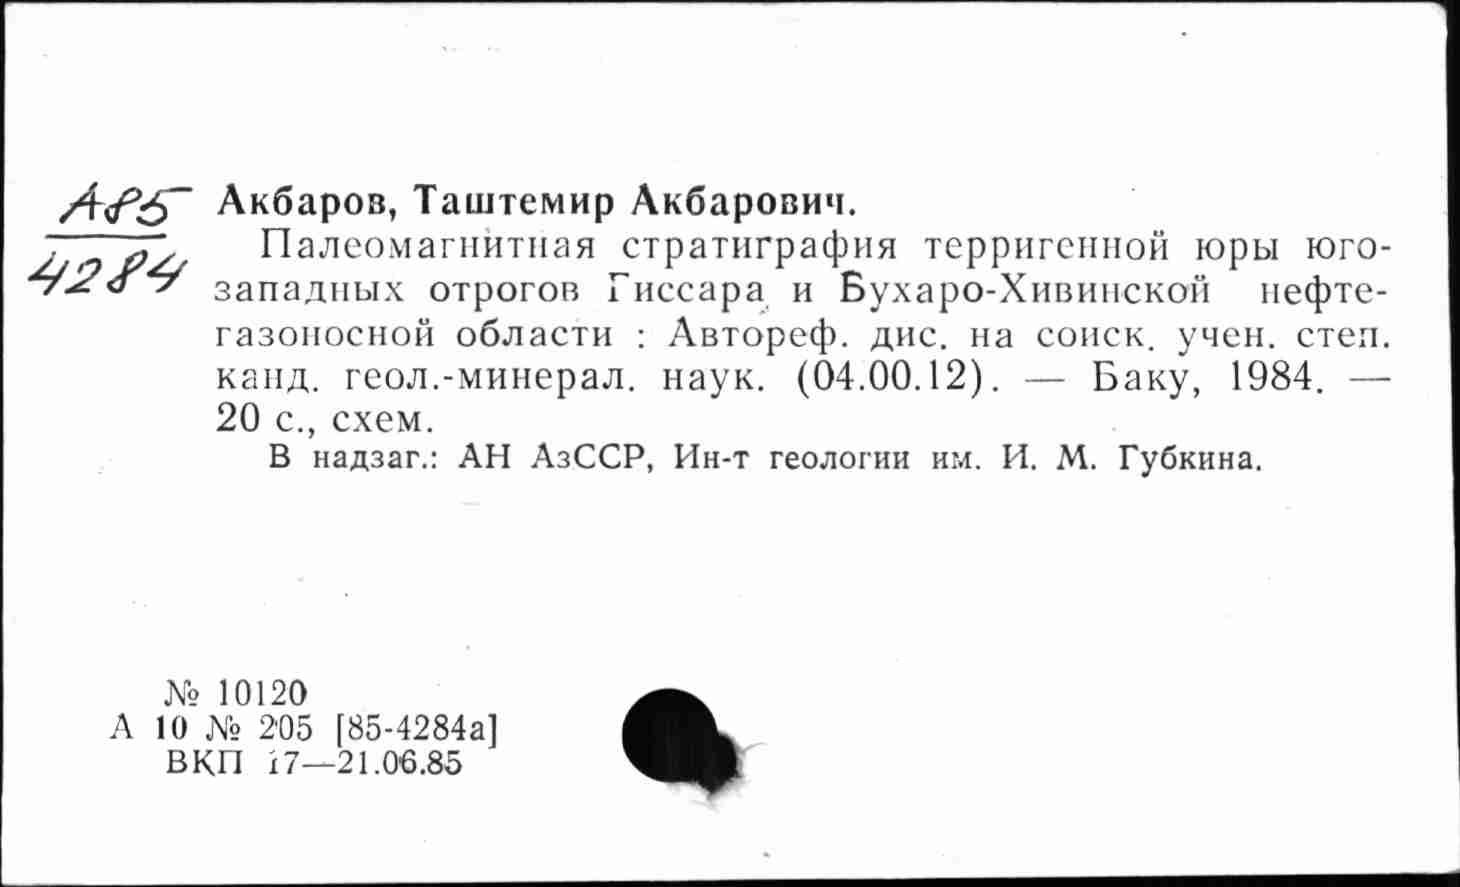 А85 Акбаров, Таштемир Акбарович.
4284
Палеомагнитная стратиграфия терригенной юры юго-
западных отрогов Гиссара и Бухаро-Хивинской нефте-
газоносной области : Автореф. дис. на соиск. учен. степ.
канд. геол.-минерал. наук. (04.00.12). — Баку, 1984. —
20 с., схем.
В надзаг.: АН АзССР, Ин-т геологии им. И. М. Губкина.
№ 10120
А 10 № 205 [85-4284а]
ВКП 17—21.06.85